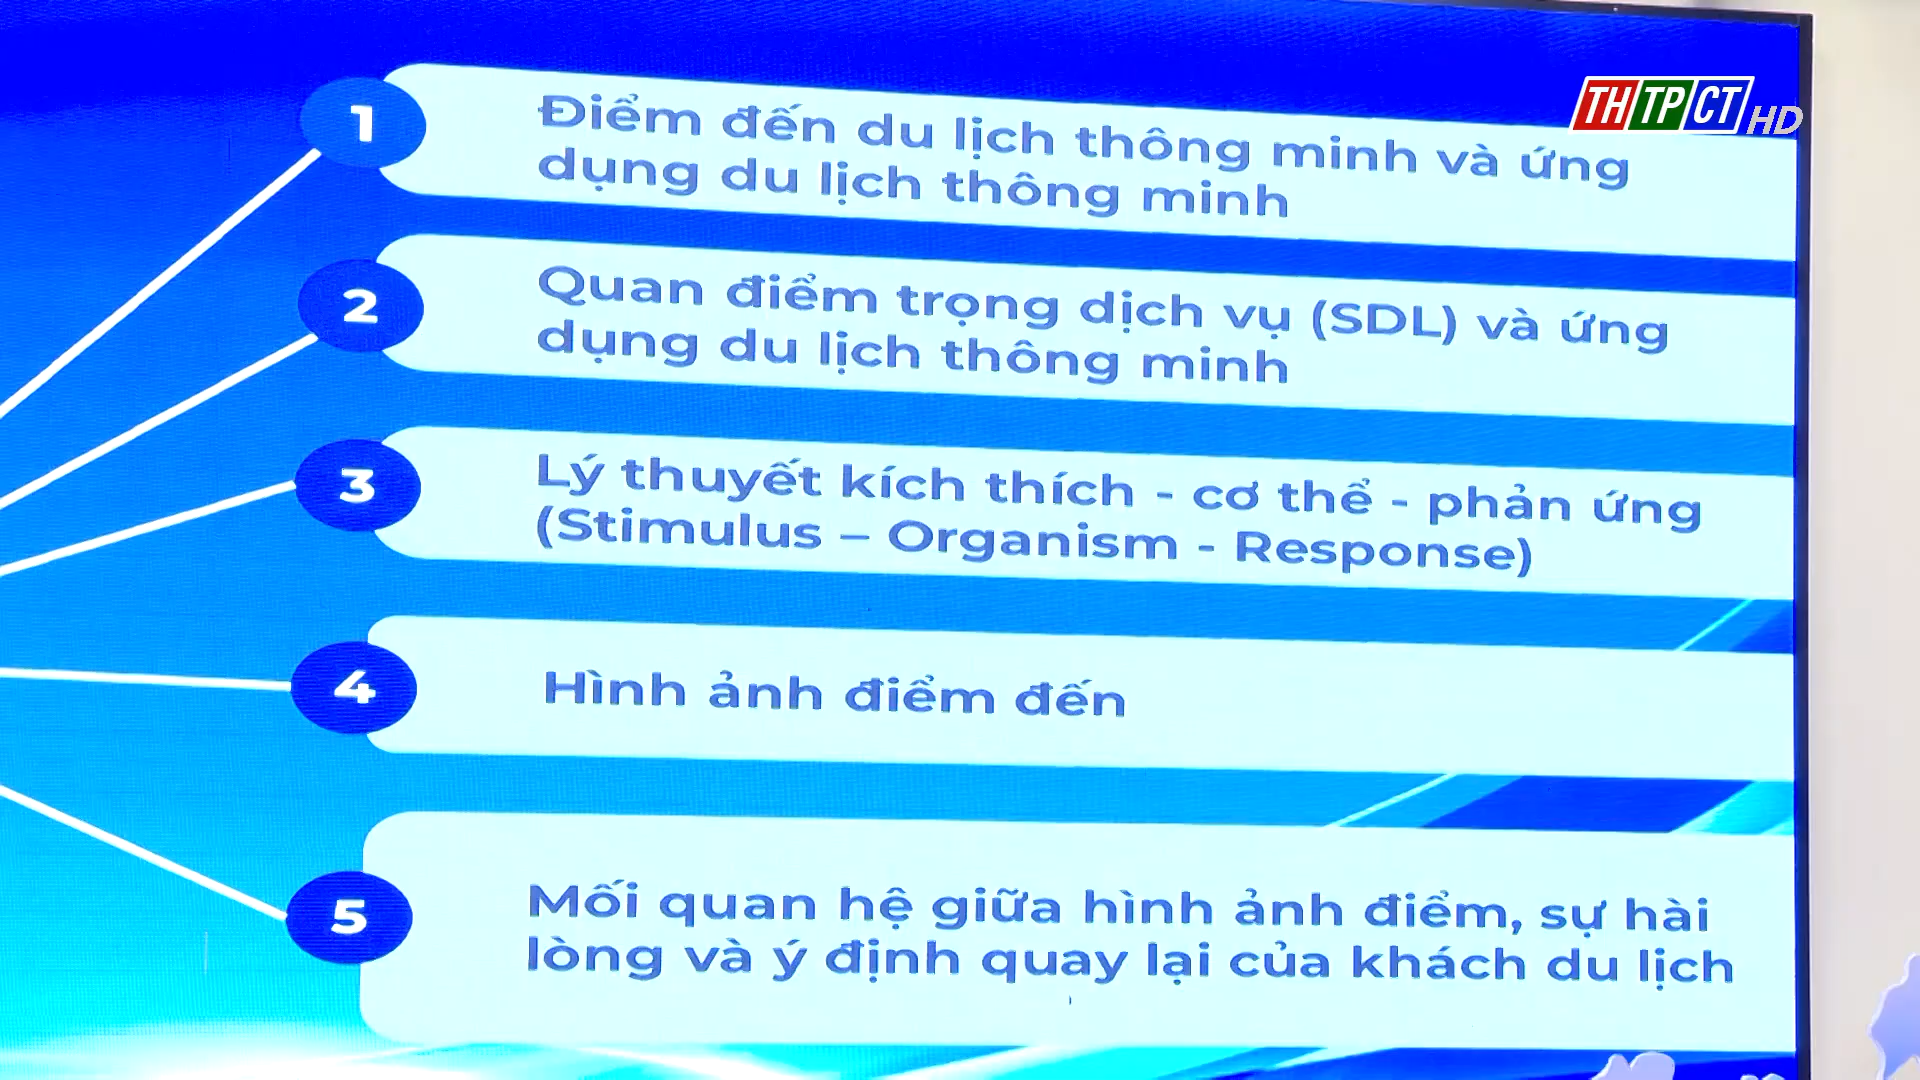 THTPCT HD
1
Điểm đến du lịch thông minh và ứng
dụng du lịch thông minh
2
Quan điểm trọng dịch vụ (SDL) và ứng
dụng du lịch thông minh
3
Lý thuyết kích thích - cơ thể - phản ứng
(Stimulus – Organism - Response)
4
Hình ảnh điểm đến
5
Mối quan hệ giữa hình ảnh điểm, sự hài
lòng và ý định quay lại của khách du lịch